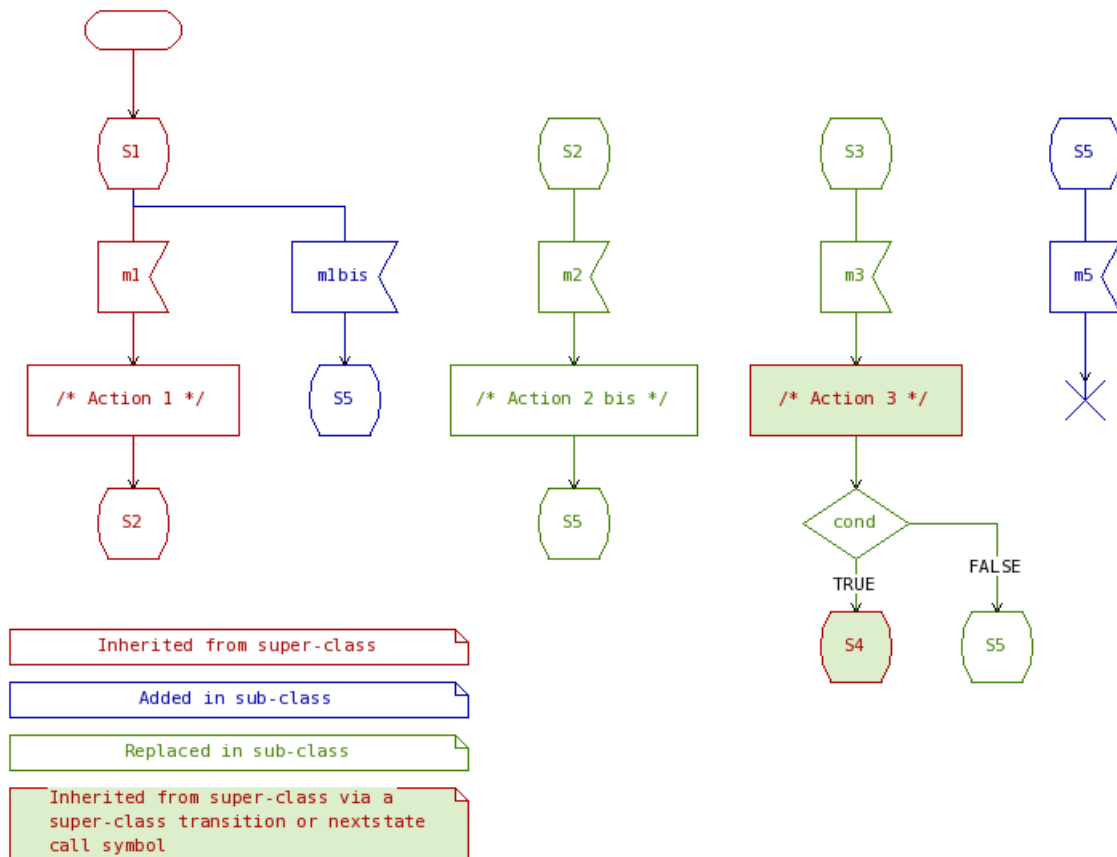 S1
S2
S3
S5
m1
m1bis
m2
m3
m5
/* Action 1 */
S5
/* Action 2 bis */
/* Action 3 */
S2
S5
cond
TRUE
FALSE
S4
S5
Inherited from super-class
Added in sub-class
Replaced in sub-class
Inherited from super-class via a
super-class transition or nextstate
call symbol